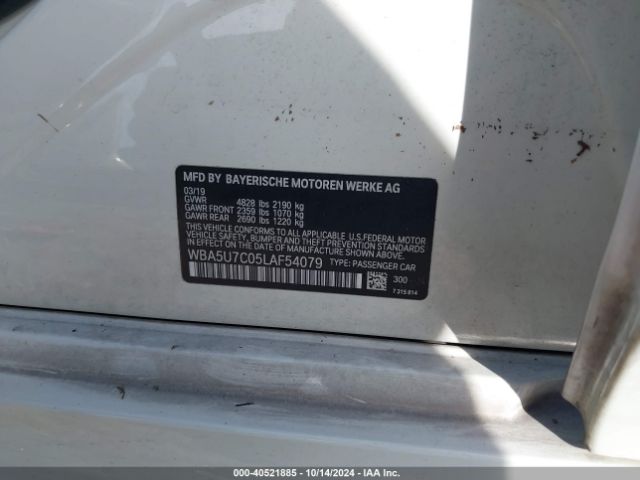 MFD BY BAYERISCHE MOTOREN WERKE AG
03/19
GVWR 4828 lbs 2190 kg
GAWR FRONT 2359 lbs 1070 kg
GAWR REAR 2690 lbs 1220 kg
THIS VEHICLE CONFORMS TO ALL APPLICABLE U.S.FEDERAL MOTOR
VEHICLE SAFETY, BUMPER, AND THEFT PREVENTION STANDARDS
IN EFFECT ON THE DATE OF MANUFACTURE SHOWN ABOVE.
WBA5U7C05LAF54079 TYPE: PASSENGER CAR
300
7 315 814
000-40521885 - 10/14/2024 - IAA Inc.